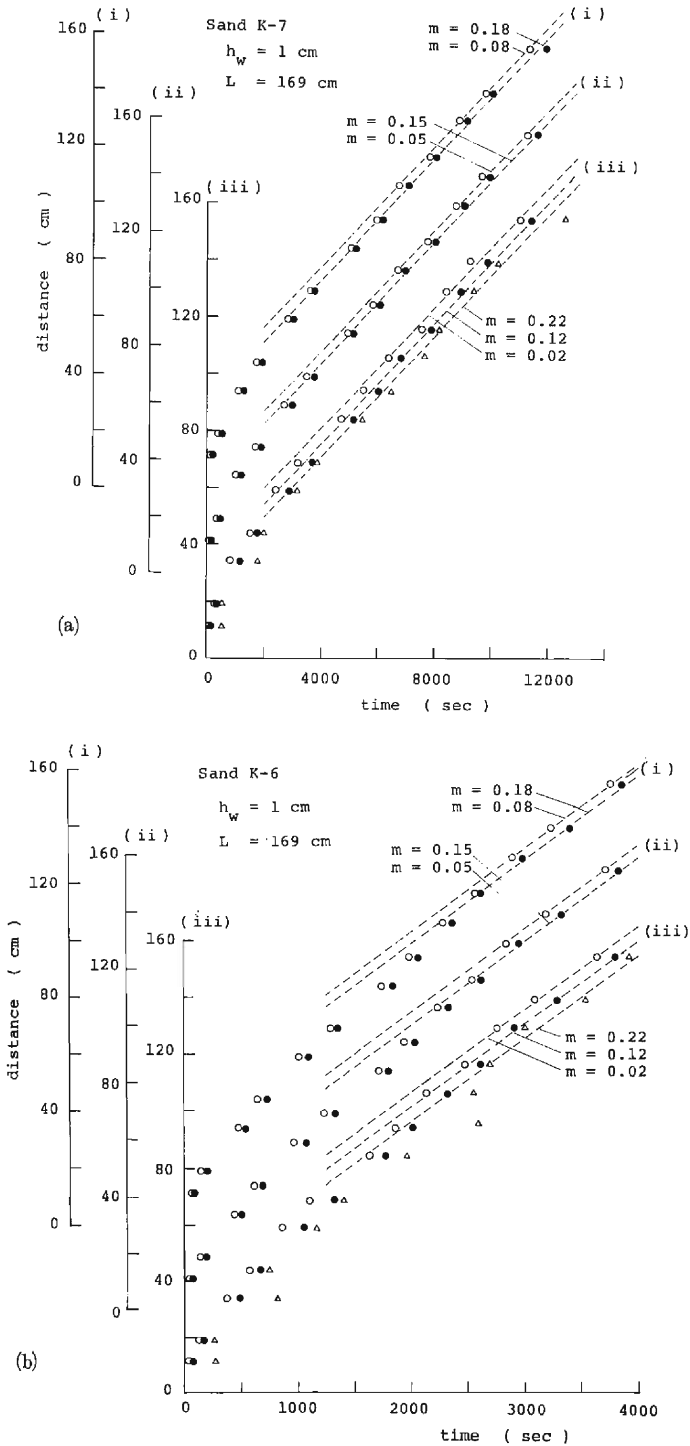 (i)
160
120
80
40
0
(ii)
160
120
80
40
0
(iii)
160
120
80
40
0
distance ( cm )
Sand K-7
h_w = 1 cm
L = 169 cm
m = 0.18
m = 0.08
(i)
m = 0.15
m = 0.05
(ii)
(iii)
m = 0.22
m = 0.12
m = 0.02
(a)
0 4000 8000 12000
time ( sec )
(i)
160
120
80
40
0
(ii)
160
120
80
40
0
(iii)
160
120
80
40
0
distance ( cm )
Sand K-6
h_w = 1 cm
L = 169 cm
m = 0.18
m = 0.08
(i)
m = 0.15
m = 0.05
(ii)
(iii)
m = 0.22
m = 0.12
m = 0.02
(b)
0 1000 2000 3000 4000
time ( sec )